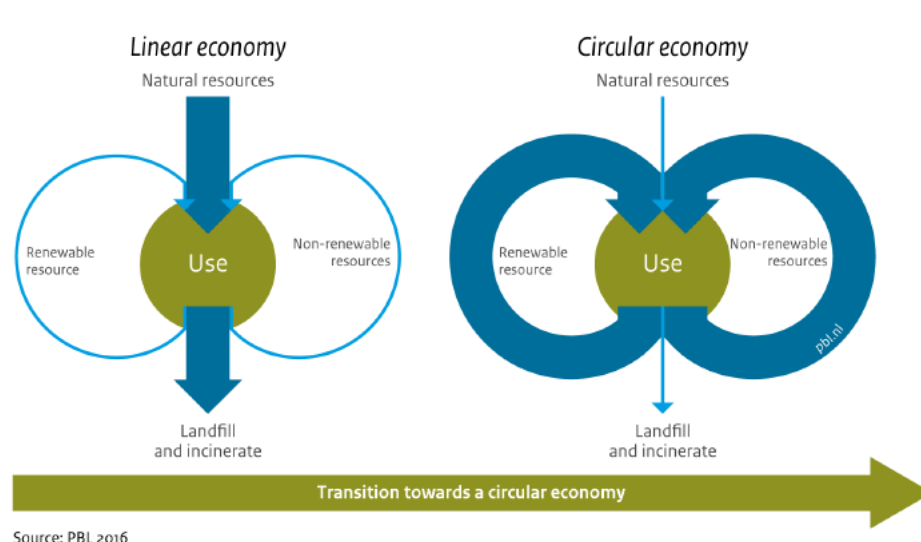 Linear economy
Natural resources
Renewable
resource
Use
Non-renewable
resources
Landfill
and incinerate
Circular economy
Natural resources
Renewable
resource
Use
Non-renewable
resources
pbl.nl
Landfill
and incinerate
Transition towards a circular economy
Source: PBL 2016